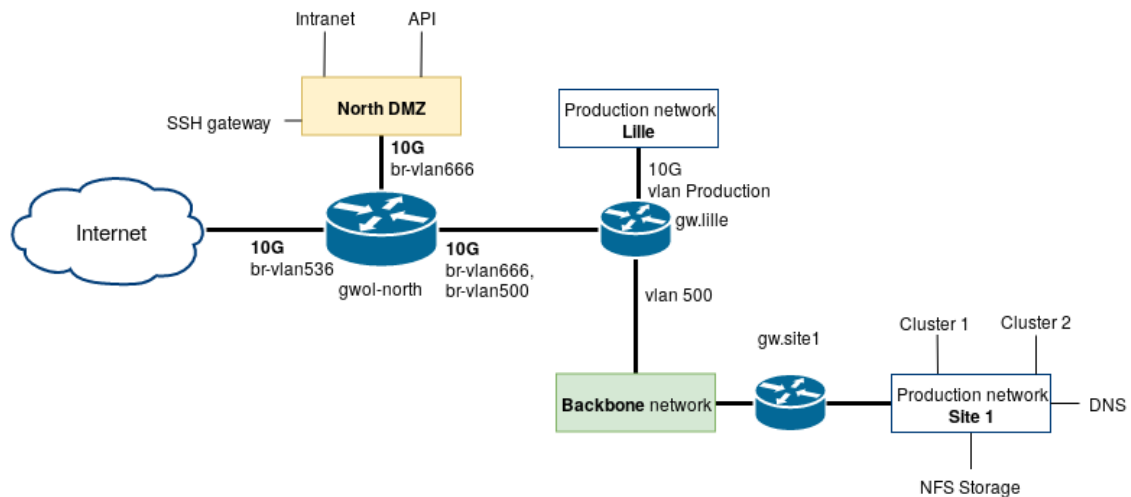 Intranet
API
North DMZ
SSH gateway
10G
br-vlan666
Production network
Lille
10G
vlan Production
gw.lille
Internet
10G
br-vlan536
gwol-north
10G
br-vlan666,
br-vlan500
vlan 500
Backbone network
gw.site1
Cluster 1
Cluster 2
Production network
Site 1
DNS
NFS Storage